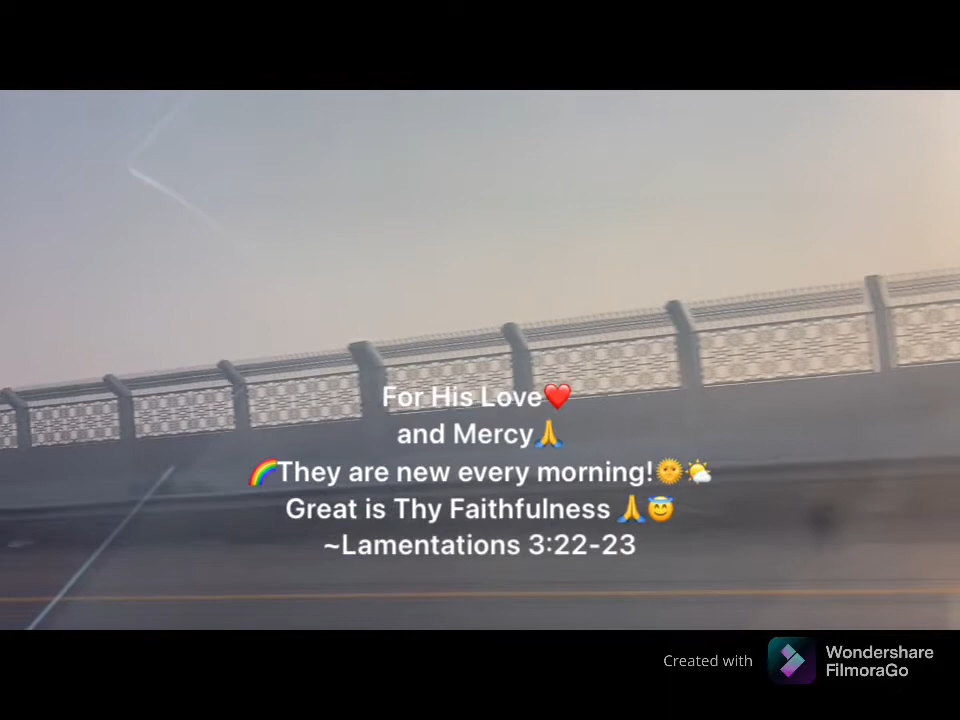 For His Love❤️
and Mercy🙏
🌈They are new every morning!🌞🌤️
Great is Thy Faithfulness 🙏😇
~Lamentations 3:22-23
Created with
Wondershare
FilmoraGo